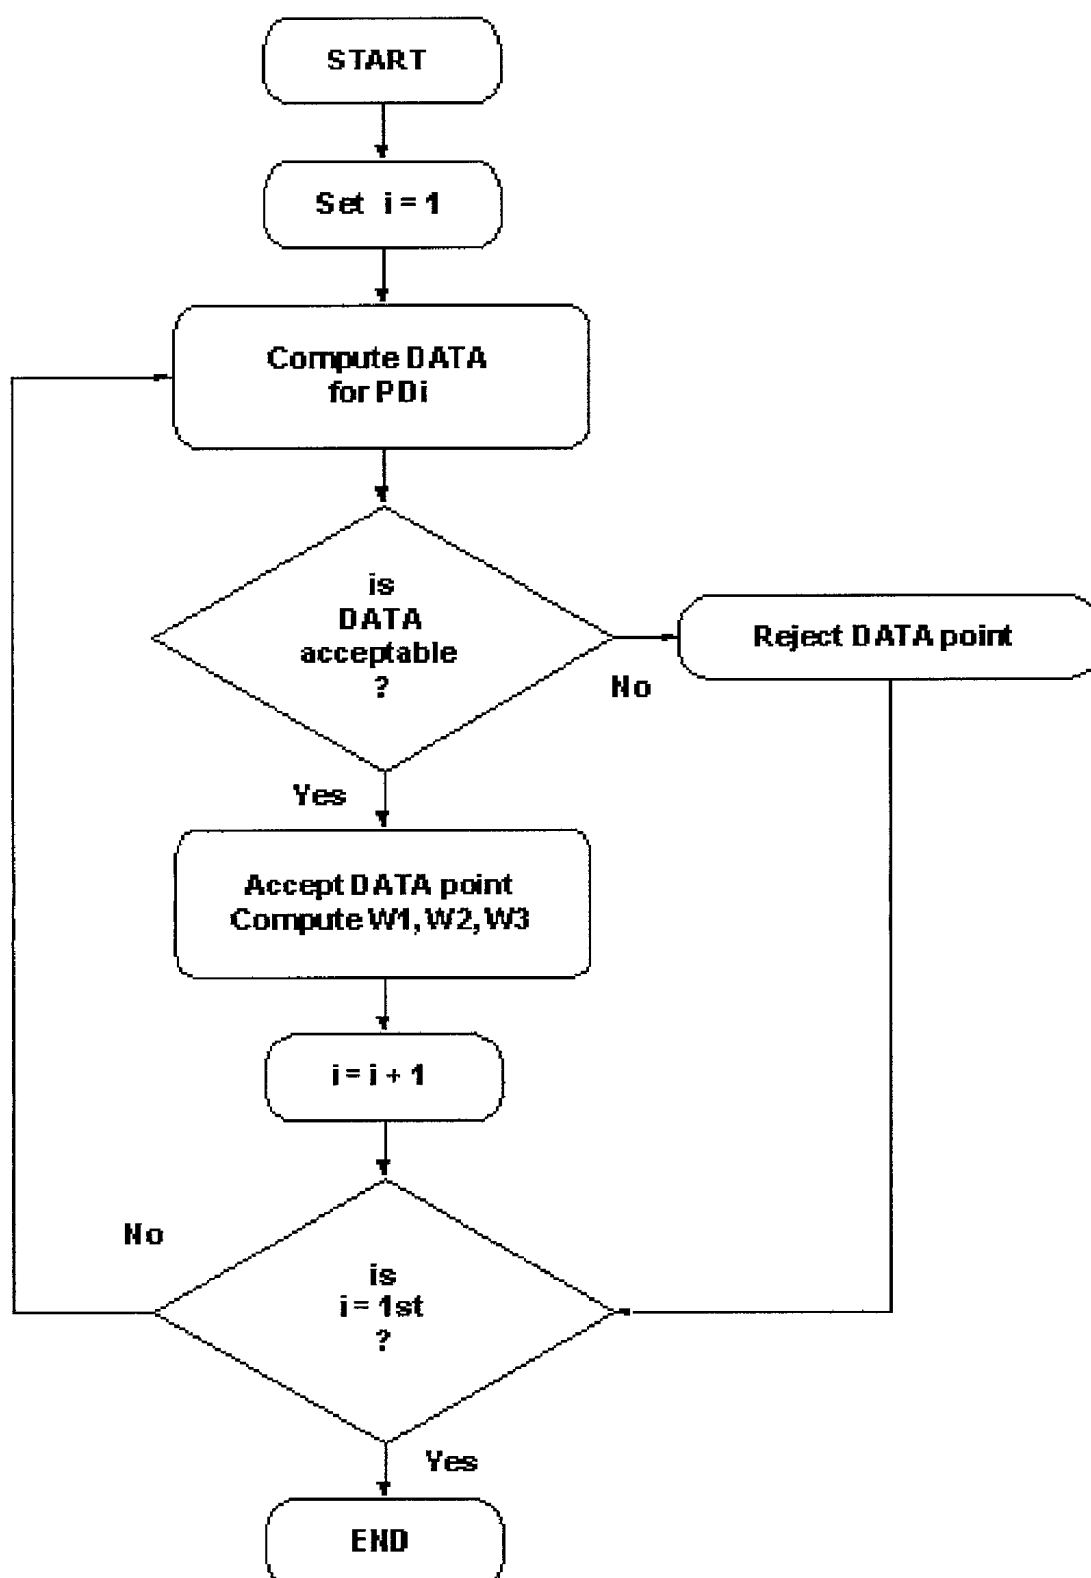 START
Set i = 1
Compute DATA
for PDi
is
DATA
acceptable
?
No
Reject DATA point
Yes
Accept DATA point
Compute W1, W2, W3
i = i + 1
No
is
i = 1st
?
Yes
END